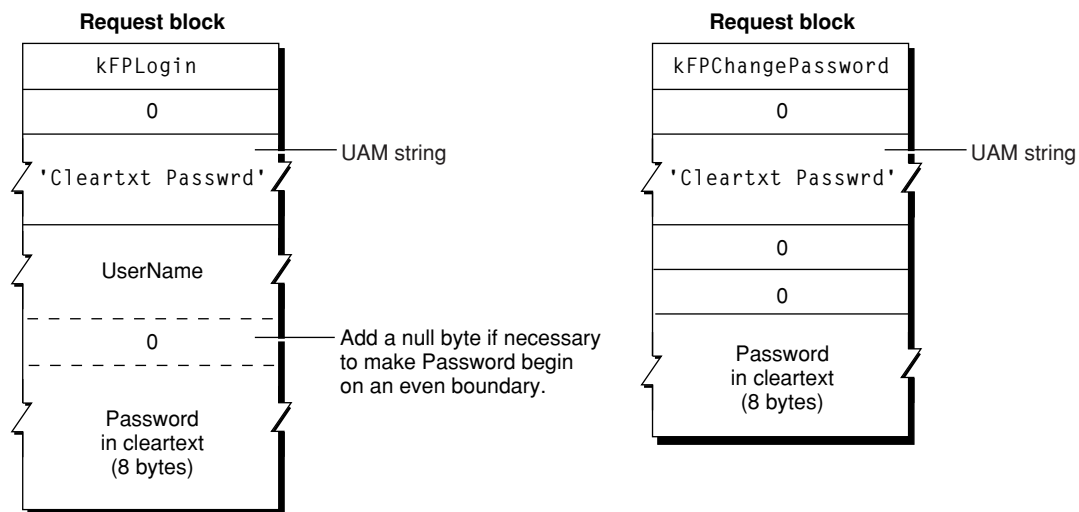 Request block
kFPLogin
0
'Cleartxt Passwrd'
UAM string
UserName
0
Add a null byte if necessary
to make Password begin
on an even boundary.
Password
in cleartext
(8 bytes)
Request block
kFPChangePassword
0
'Cleartxt Passwrd'
UAM string
0
0
Password
in cleartext
(8 bytes)